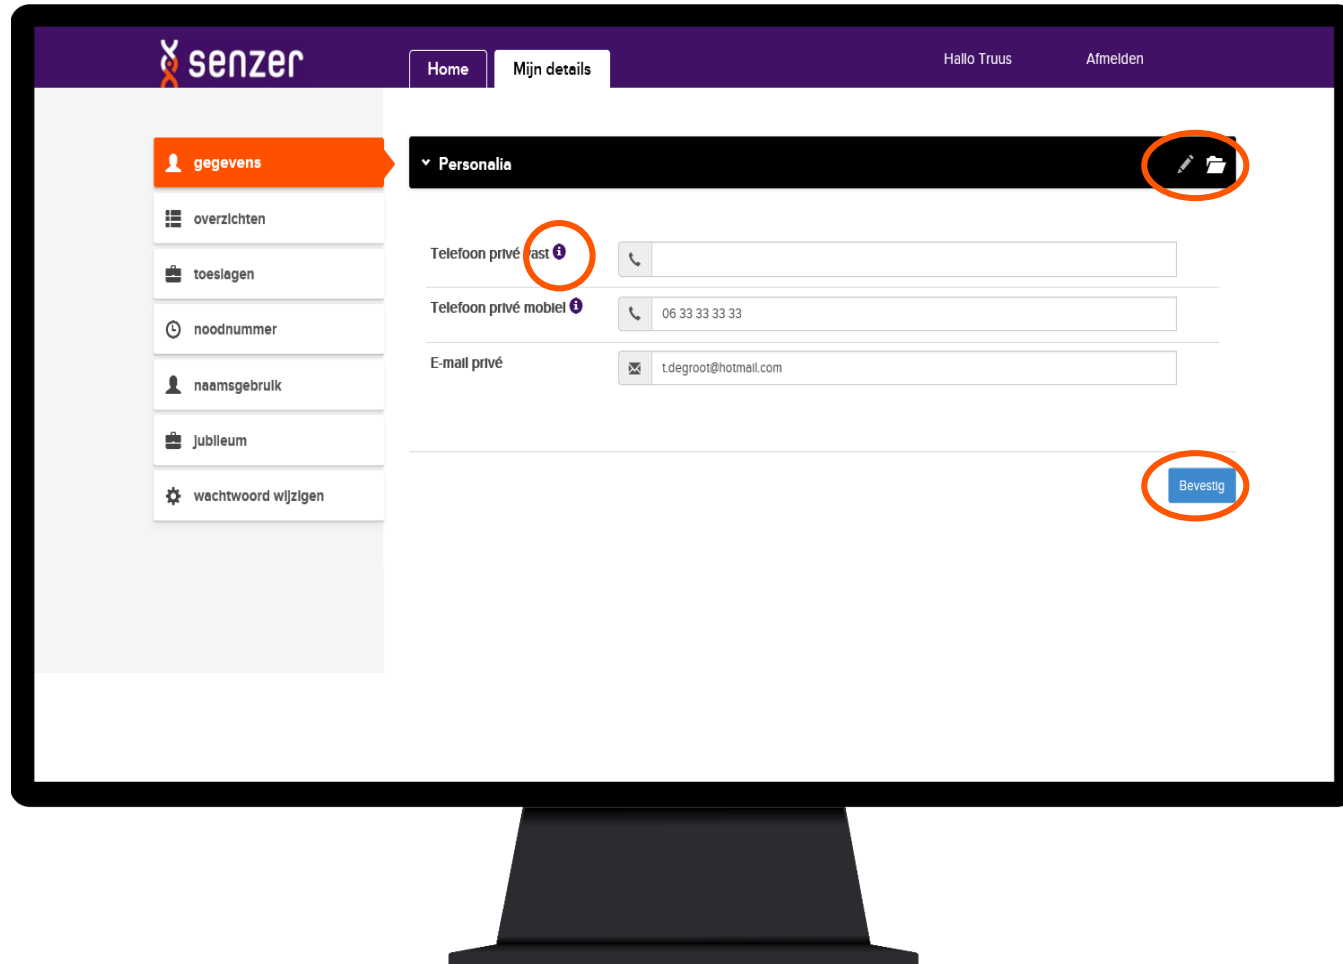 senzer
Home
Mijn details
Hallo Truus
Afmelden
gegevens
overzichten
toeslagen
noodnummer
naamsgebruik
jubileum
wachtwoord wijzigen
Personalia
Telefoon privé vast
Telefoon privé mobiel
06 33 33 33 33
E-mail privé
t.degroot@hotmail.com
Bevestig